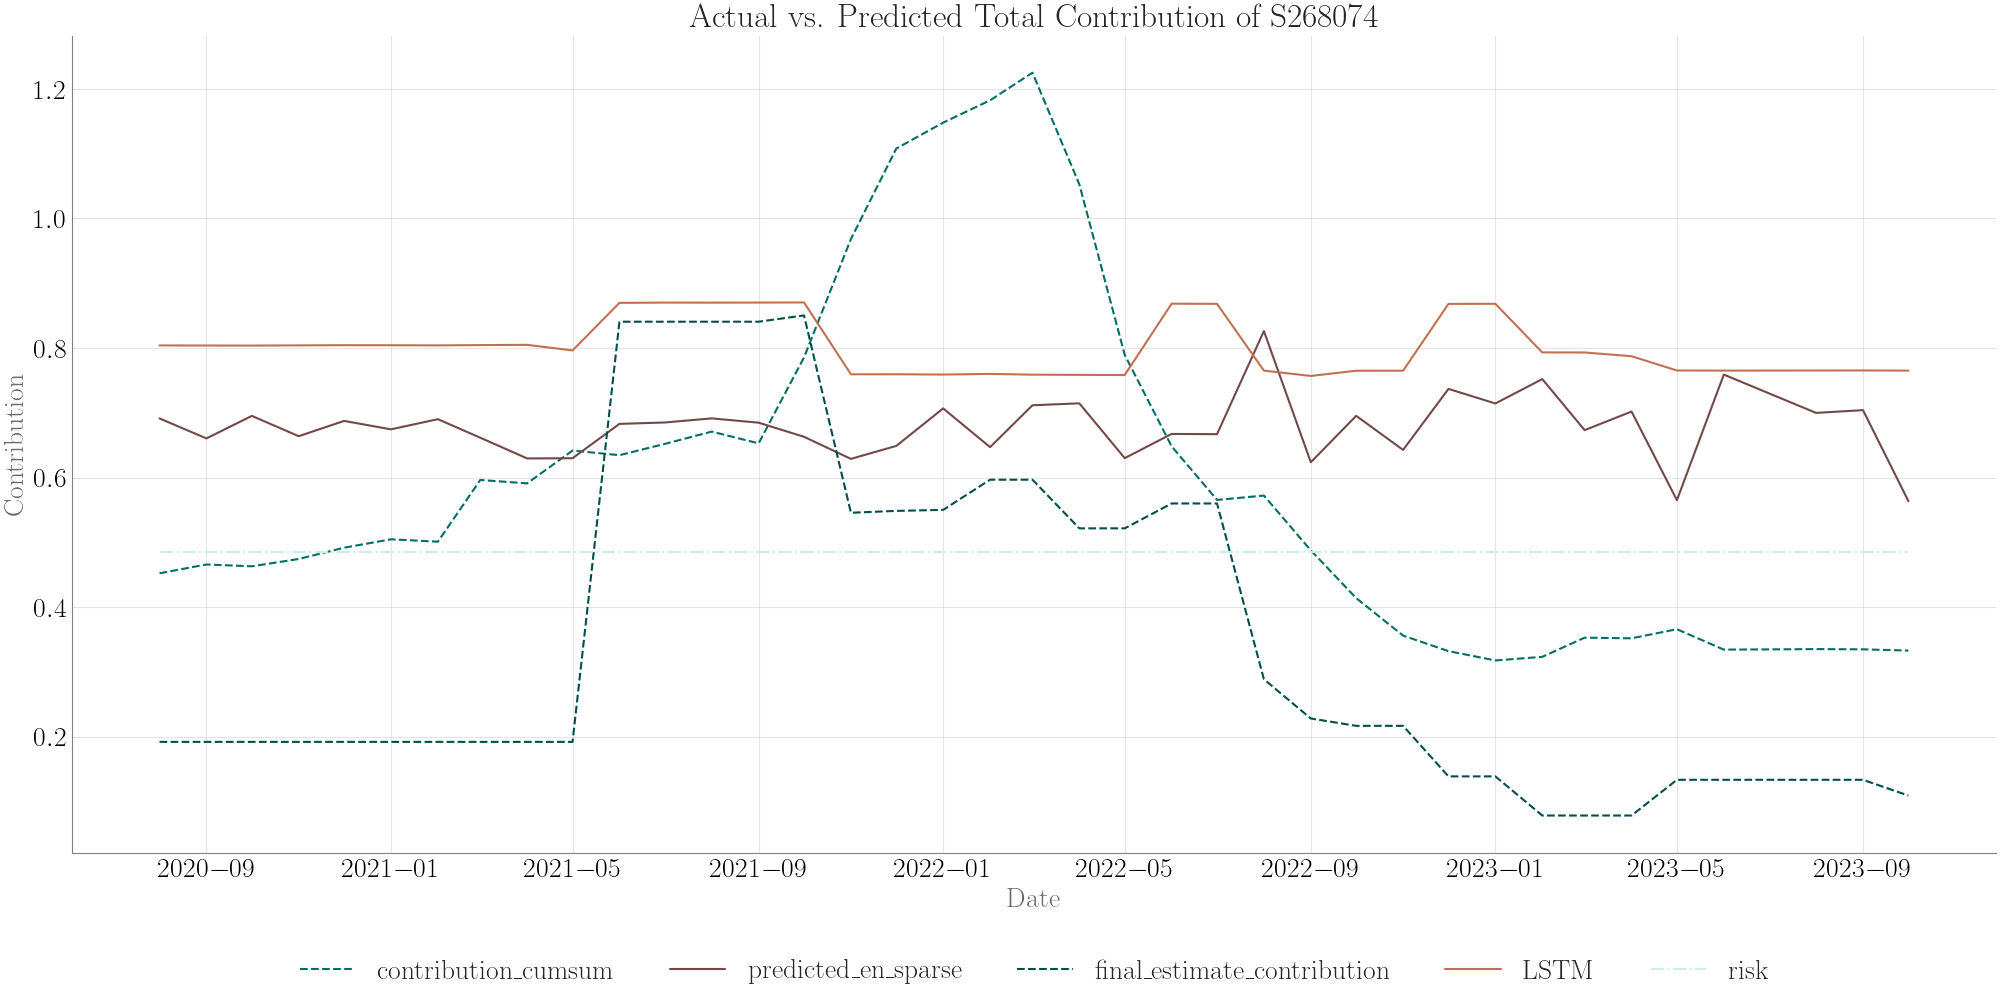 Actual vs. Predicted Total Contribution of S268074
1.2
1.0
0.8
0.6
0.4
0.2
Contribution
2020−09 2021−01 2021−05 2021−09 2022−01 2022−05 2022−09 2023−01 2023−05 2023−09
Date
contribution_cumsum predicted_en_sparse final_estimate_contribution LSTM risk